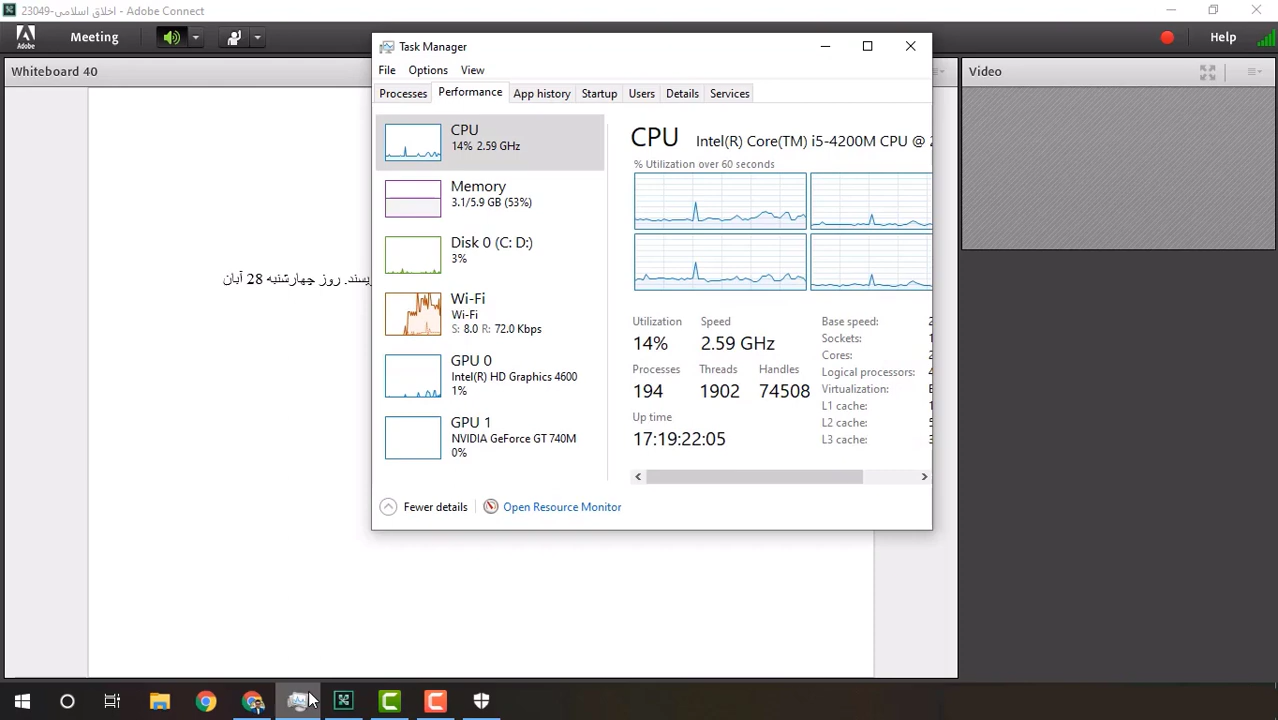 اخلاق اسلامی-23049 - Adobe Connect
Adobe
Meeting
Help
Whiteboard 40
Video
روز چهارشنبه 28 آبان
Task Manager
File Options View
Processes Performance App history Startup Users Details Services
CPU
14% 2.59 GHz
Memory
3.1/5.9 GB (53%)
Disk 0 (C: D:)
3%
Wi-Fi
Wi-Fi
S: 8.0 R: 72.0 Kbps
GPU 0
Intel(R) HD Graphics 4600
1%
GPU 1
NVIDIA GeForce GT 740M
0%
CPU Intel(R) Core(TM) i5-4200M CPU @
% Utilization over 60 seconds
Utilization Speed
14% 2.59 GHz
Processes Threads Handles
194 1902 74508
Up time
17:19:22:05
Base speed:
Sockets:
Cores:
Logical processors:
Virtualization:
L1 cache:
L2 cache:
L3 cache:
Fewer details
Open Resource Monitor